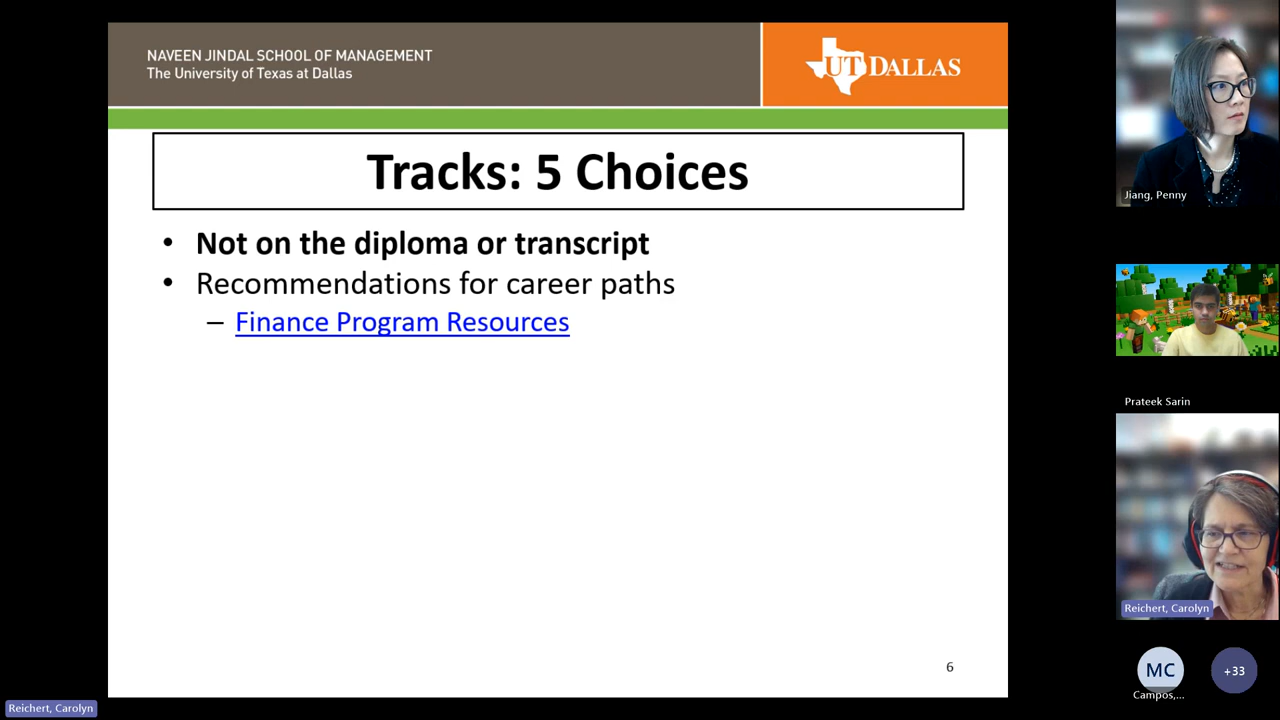 NAVEEN JINDAL SCHOOL OF MANAGEMENT
The University of Texas at Dallas
UT DALLAS
Tracks: 5 Choices
• Not on the diploma or transcript
• Recommendations for career paths
– Finance Program Resources
6
Jiang, Penny
Prateek Sarin
Reichert, Carolyn
MC
+33
Campos,...
Reichert, Carolyn